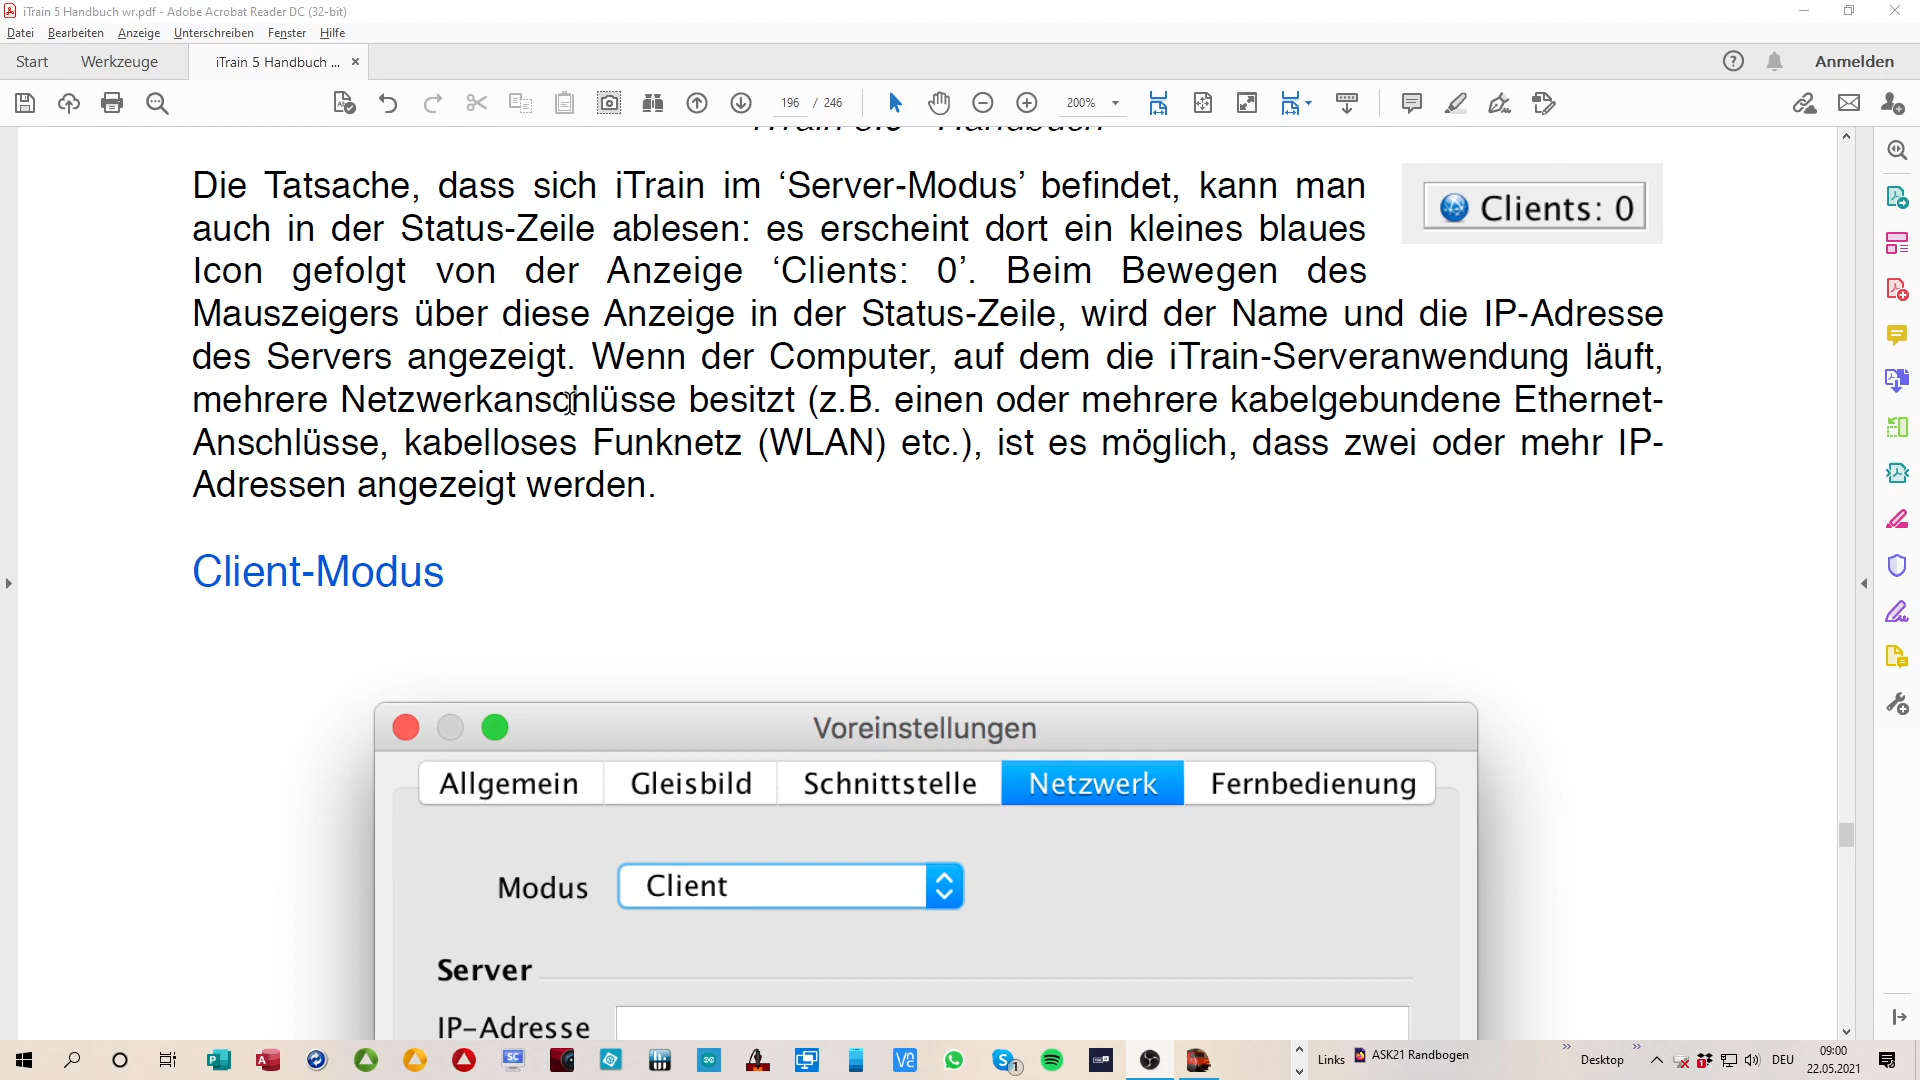 iTrain 5 Handbuch wr.pdf - Adobe Acrobat Reader DC (32-bit)
Datei Bearbeiten Anzeige Unterschreiben Fenster Hilfe
Start Werkzeuge iTrain 5 Handbuch ... × Anmelden
196 / 246 200%
iTrain 5.0 - Handbuch
Die Tatsache, dass sich iTrain im ‘Server-Modus’ befindet, kann man
auch in der Status-Zeile ablesen: es erscheint dort ein kleines blaues
Icon gefolgt von der Anzeige ‘Clients: 0’. Beim Bewegen des
Clients: 0
Mauszeigers über diese Anzeige in der Status-Zeile, wird der Name und die IP-Adresse
des Servers angezeigt. Wenn der Computer, auf dem die iTrain-Serveranwendung läuft,
mehrere Netzwerkanschlüsse besitzt (z.B. einen oder mehrere kabelgebundene Ethernet-
Anschlüsse, kabelloses Funknetz (WLAN) etc.), ist es möglich, dass zwei oder mehr IP-
Adressen angezeigt werden.
Client-Modus
Voreinstellungen
Allgemein Gleisbild Schnittstelle Netzwerk Fernbedienung
Modus Client
Server
IP-Adresse
Links ASK21 Randbogen » Desktop » DEU 09:00
22.05.2021